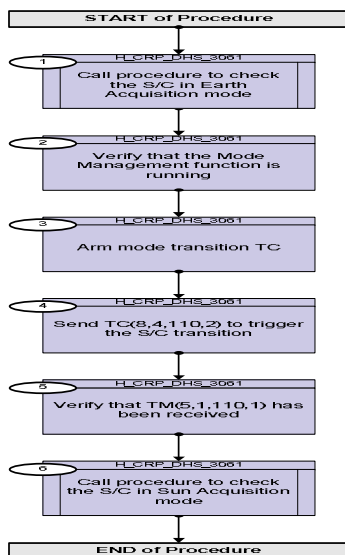 START of Procedure
1
H_CRP_DHS_3061
Call procedure to check
the S/C in Earth
Acquisition mode
2
H_CRP_DHS_3061
Verify that the Mode
Management function is
running
3
H_CRP_DHS_3061
Arm mode transition TC
4
H_CRP_DHS_3061
Send TC(8,4,110,2) to trigger
the S/C transition
5
H_CRP_DHS_3061
Verify that TM(5,1,110,1) has
been received
6
H_CRP_DHS_3061
Call procedure to check
the S/C in Sun Acquisition
mode
END of Procedure